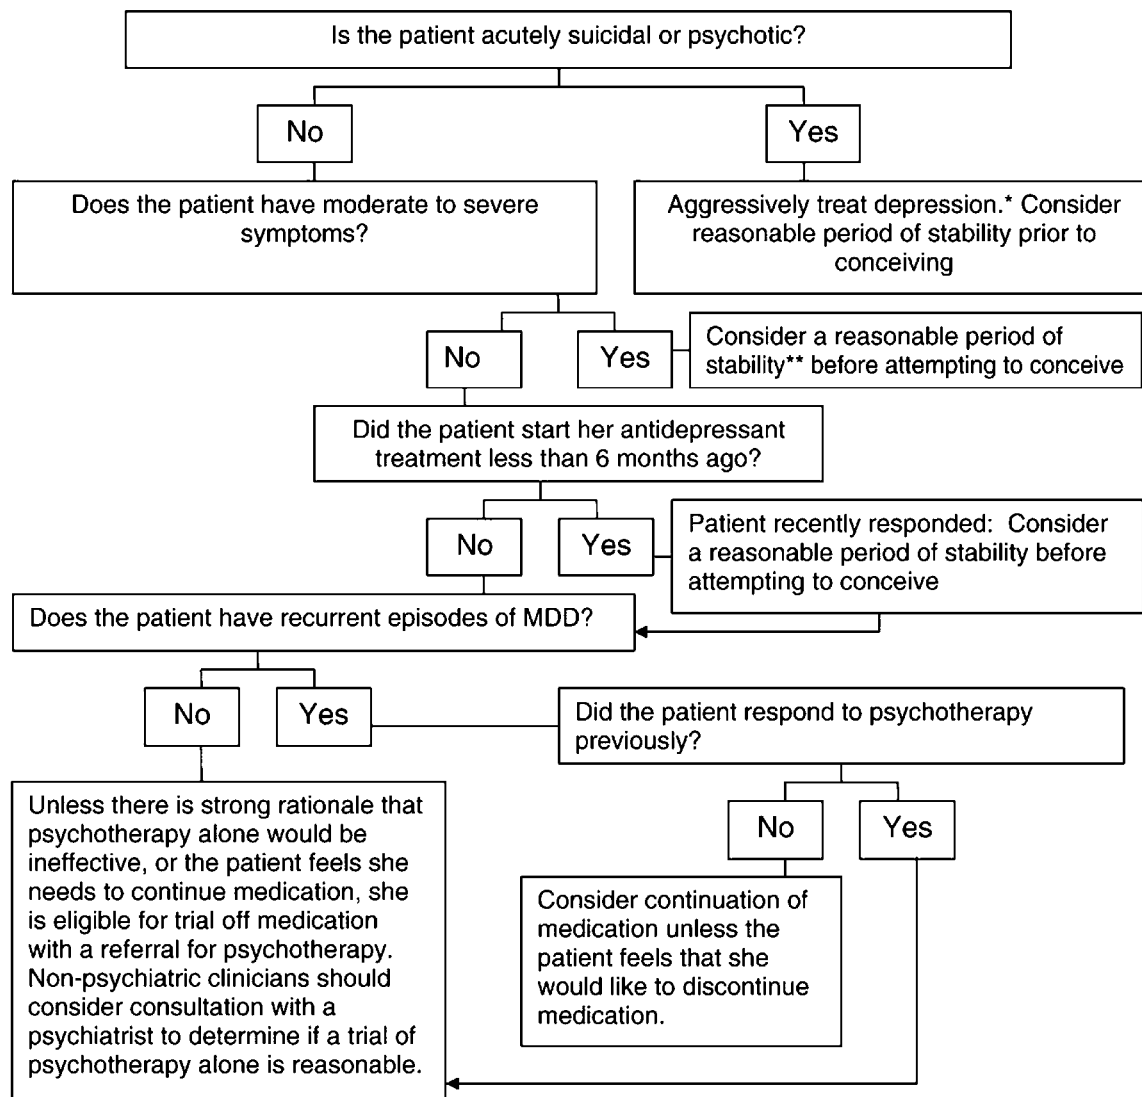 Is the patient acutely suicidal or psychotic?
No
Yes
Does the patient have moderate to severe
symptoms?
Aggressively treat depression.* Consider
reasonable period of stability prior to
conceiving
No
Yes
Consider a reasonable period of
stability** before attempting to conceive
Did the patient start her antidepressant
treatment less than 6 months ago?
No
Yes
Patient recently responded: Consider
a reasonable period of stability before
attempting to conceive
Does the patient have recurrent episodes of MDD?
No
Yes
Did the patient respond to psychotherapy
previously?
No
Yes
Unless there is strong rationale that
psychotherapy alone would be
ineffective, or the patient feels she
needs to continue medication, she
is eligible for trial off medication
with a referral for psychotherapy.
Non-psychiatric clinicians should
consider consultation with a
psychiatrist to determine if a trial of
psychotherapy alone is reasonable.
Consider continuation of
medication unless the
patient feels that she
would like to discontinue
medication.